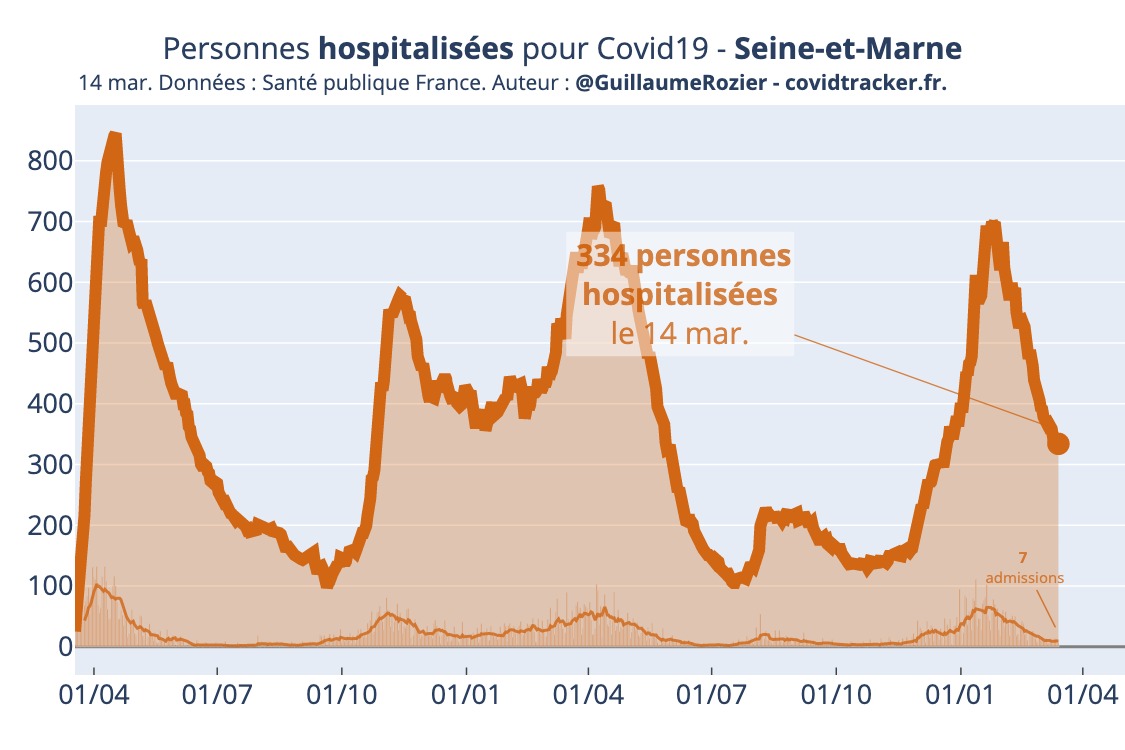 Personnes hospitalisées pour Covid19 - Seine-et-Marne
14 mar. Données : Santé publique France. Auteur : @GuillaumeRozier - covidtracker.fr.
800
700
600
500
400
300
200
100
0
334 personnes
hospitalisées
le 14 mar.
7
admissions
01/04 01/07 01/10 01/01 01/04 01/07 01/10 01/01 01/04